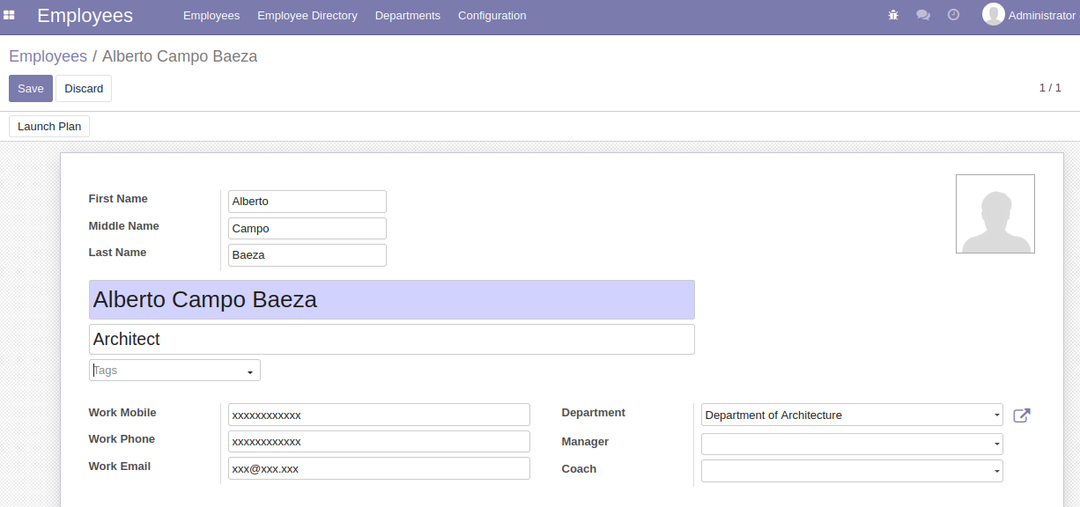 Employees Employees Employee Directory Departments Configuration Administrator
Employees / Alberto Campo Baeza
Save Discard 1 / 1
Launch Plan
First Name Alberto
Middle Name Campo
Last Name Baeza
Alberto Campo Baeza
Architect
Tags
Work Mobile xxxxxxxxxxxx Department Department of Architecture
Work Phone xxxxxxxxxxxx Manager
Work Email xxx@xxx.xxx Coach